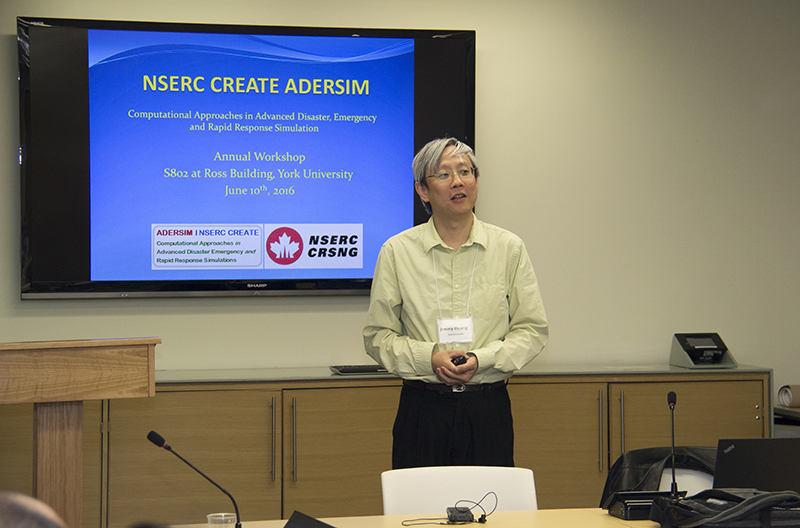 NSERC CREATE ADERSIM
Computational Approaches in Advanced Disaster, Emergency
and Rapid Response Simulation
Annual Workshop
S802 at Ross Building, York University
June 10th, 2016
ADERSIM | NSERC CREATE
Computational Approaches in
Advanced Disaster Emergency and
Rapid Response Simulations
NSERC
CRSNG
SHARP